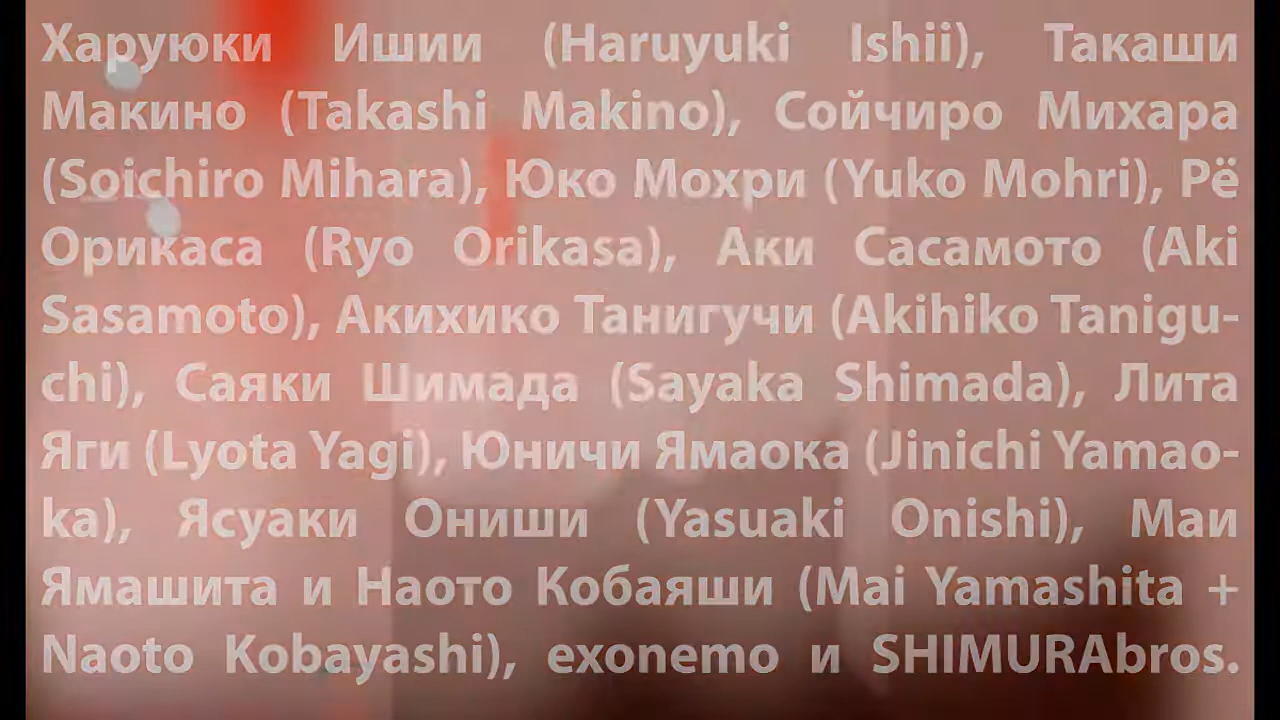 Харуюки Ишии (Haruyuki Ishii), Такаши
Макино (Takashi Makino), Сойчиро Михара
(Soichiro Mihara), Юко Мохри (Yuko Mohri), Рё
Орикаса (Ryo Orikasa), Аки Сасамото (Aki
Sasamoto), Акихико Танигучи (Akihiko Tanigu-
chi), Саяки Шимада (Sayaka Shimada), Лита
Яги (Lyota Yagi), Юничи Ямаока (Jinichi Yamao-
ka), Ясуаки Ониши (Yasuaki Onishi), Маи
Ямашита и Наото Кобаяши (Mai Yamashita +
Naoto Kobayashi), exonemo и SHIMURAbros.